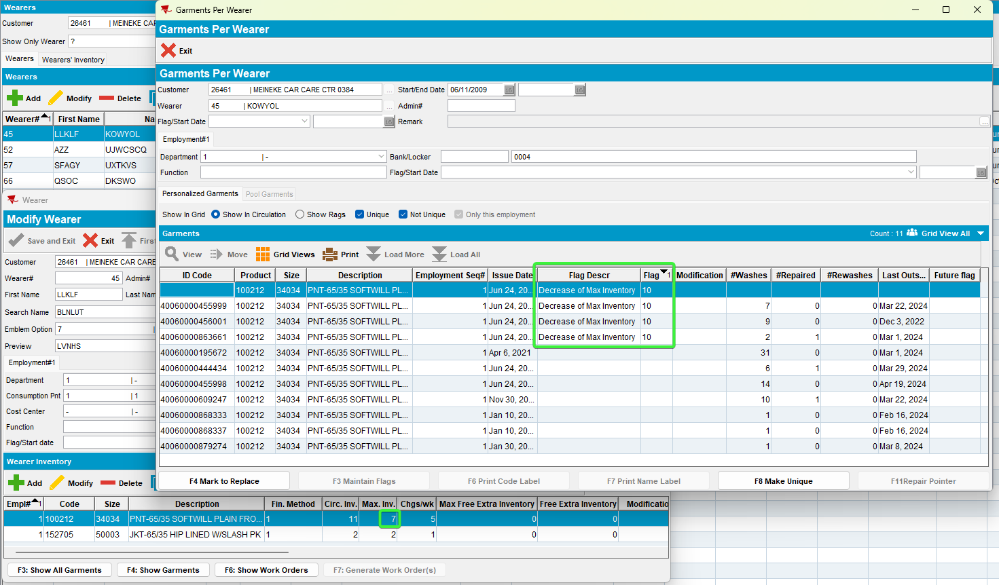 Wearers
Customer 26461 | MEINEKE CAR
Show Only Wearer ?
Wearers Wearers' Inventory
Wearers
Add Modify Delete
Wearer# 1 First Name Na
45 LLKLF KOWYOL
52 AZZ UJWCSCQ
57 SFAGY UXTKVS
66 QSOC DKSWO
Garments Per Wearer
Garments Per Wearer
Exit
Garments Per Wearer
Customer 26461 | MEINEKE CAR CARE CTR 0384 ... Start/End Date 06/11/2009 16 16
Wearer 45 | KOWYOL ... Admin#
Flag/Start Date 16 Remark ...
Employment#1
Department 1 | - Bank/Locker 0004
Function Flag/Start Date 16
Personalized Garments Pool Garments
Show In Grid Show In Circulation Show Rags Unique Not Unique Only this employment
Garments Count : 11 Grid View All
View Move Grid Views Print Load More Load All
ID Code Product Size Description Employment Seq# Issue Date Flag Descr Flag 1 Modification #Washes #Repaired #Rewashes Last Outs... Future flag
100212 34034 PNT-65/35 SOFTWILL PL... 1 Jun 24, 20... Decrease of Max Inventory 10
40060000455999 100212 34034 PNT-65/35 SOFTWILL PL... 1 Jun 24, 20... Decrease of Max Inventory 10 7 0 0 Mar 22, 2024
40060000456001 100212 34034 PNT-65/35 SOFTWILL PL... 1 Jun 24, 20... Decrease of Max Inventory 10 9 0 0 Dec 3, 2022
40060000863661 100212 34034 PNT-65/35 SOFTWILL PL... 1 Jun 24, 20... Decrease of Max Inventory 10 2 1 0 Mar 1, 2024
40060000195672 100212 34034 PNT-65/35 SOFTWILL PL... 1 Apr 6, 2021 31 0 0 Mar 1, 2024
40060000444434 100212 34034 PNT-65/35 SOFTWILL PL... 1 Jun 24, 20... 6 1 0 Mar 29, 2024
40060000455998 100212 34034 PNT-65/35 SOFTWILL PL... 1 Jun 24, 20... 14 0 0 Apr 19, 2024
40060000609247 100212 34034 PNT-65/35 SOFTWILL PL... 1 Nov 30, 20... 10 1 0 Mar 22, 2024
40060000868333 100212 34034 PNT-65/35 SOFTWILL PL... 1 Jan 10, 20... 1 0 0 Feb 16, 2024
40060000868337 100212 34034 PNT-65/35 SOFTWILL PL... 1 Jan 10, 20... 1 0 0 Feb 16, 2024
40060000879274 100212 34034 PNT-65/35 SOFTWILL PL... 1 Jan 30, 20... 1 0 0 Mar 8, 2024
F4 Mark to Replace F3 Maintain Flags F6 Print Code Label F7 Print Name Label F8 Make Unique F11Repair Pointer
Wearer
Modify Wearer
Save and Exit Exit First
Customer 26461 | MEINEKE CAR CARE
Wearer# 45 Admin#
First Name LLKLF Last Nam
Search Name BLNLUT
Emblem Option 7 |
Preview LVNHS
Employment#1
Department 1 | -
Consumption Pnt 1 | 1
Cost Center - | -
Function
Flag/Start date
Wearer Inventory
Add Modify Delete
Empl# 1 Code Size Description Fin. Method Circ. Inv. Max. Inv. Chgs/wk Max Free Extra Inventory Free Extra Inventory Modificatio
1 100212 34034 PNT-65/35 SOFTWILL PLAIN FRO... 1 11 7 5 0 0
1 152705 50003 JKT-65/35 HIP LINED W/SLASH PK 1 2 2 1 0 0
F3: Show All Garments F4: Show Garments F6: Show Work Orders F7: Generate Work Order(s)